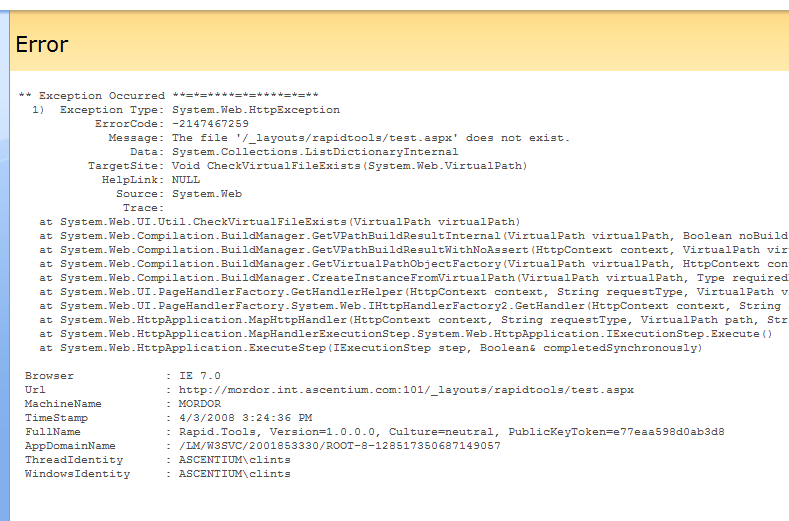 Error
** Exception Occurred **=*=****=*=****=*=**
1) Exception Type: System.Web.HttpException
ErrorCode: -2147467259
Message: The file '/_layouts/rapidtools/test.aspx' does not exist.
Data: System.Collections.ListDictionaryInternal
TargetSite: Void CheckVirtualFileExists(System.Web.VirtualPath)
HelpLink: NULL
Source: System.Web
Trace:
at System.Web.UI.Util.CheckVirtualFileExists(VirtualPath virtualPath)
at System.Web.Compilation.BuildManager.GetVPathBuildResultInternal(VirtualPath virtualPath, Boolean noBuild
at System.Web.Compilation.BuildManager.GetVPathBuildResultWithNoAssert(HttpContext context, VirtualPath vir
at System.Web.Compilation.BuildManager.GetVirtualPathObjectFactory(VirtualPath virtualPath, HttpContext con
at System.Web.Compilation.BuildManager.CreateInstanceFromVirtualPath(VirtualPath virtualPath, Type required
at System.Web.UI.PageHandlerFactory.GetHandlerHelper(HttpContext context, String requestType, VirtualPath v
at System.Web.UI.PageHandlerFactory.System.Web.IHttpHandlerFactory2.GetHandler(HttpContext context, String
at System.Web.HttpApplication.MapHttpHandler(HttpContext context, String requestType, VirtualPath path, Str
at System.Web.HttpApplication.MapHandlerExecutionStep.System.Web.HttpApplication.IExecutionStep.Execute()
at System.Web.HttpApplication.ExecuteStep(IExecutionStep step, Boolean& completedSynchronously)
Browser : IE 7.0
Url : http://mordor.int.ascentium.com:101/_layouts/rapidtools/test.aspx
MachineName : MORDOR
TimeStamp : 4/3/2008 3:24:36 PM
FullName : Rapid.Tools, Version=1.0.0.0, Culture=neutral, PublicKeyToken=e77eaa598d0ab3d8
AppDomainName : /LM/W3SVC/2001853330/ROOT-8-128517350687149057
ThreadIdentity : ASCENTIUM\clints
WindowsIdentity : ASCENTIUM\clints